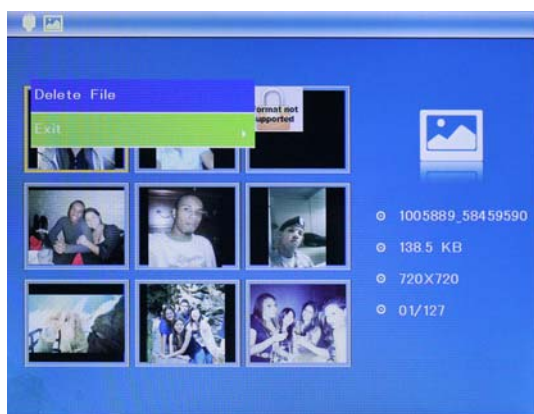 Delete File
Exit
format not
supported
1005889_58459590
138.5 KB
720X720
01/127